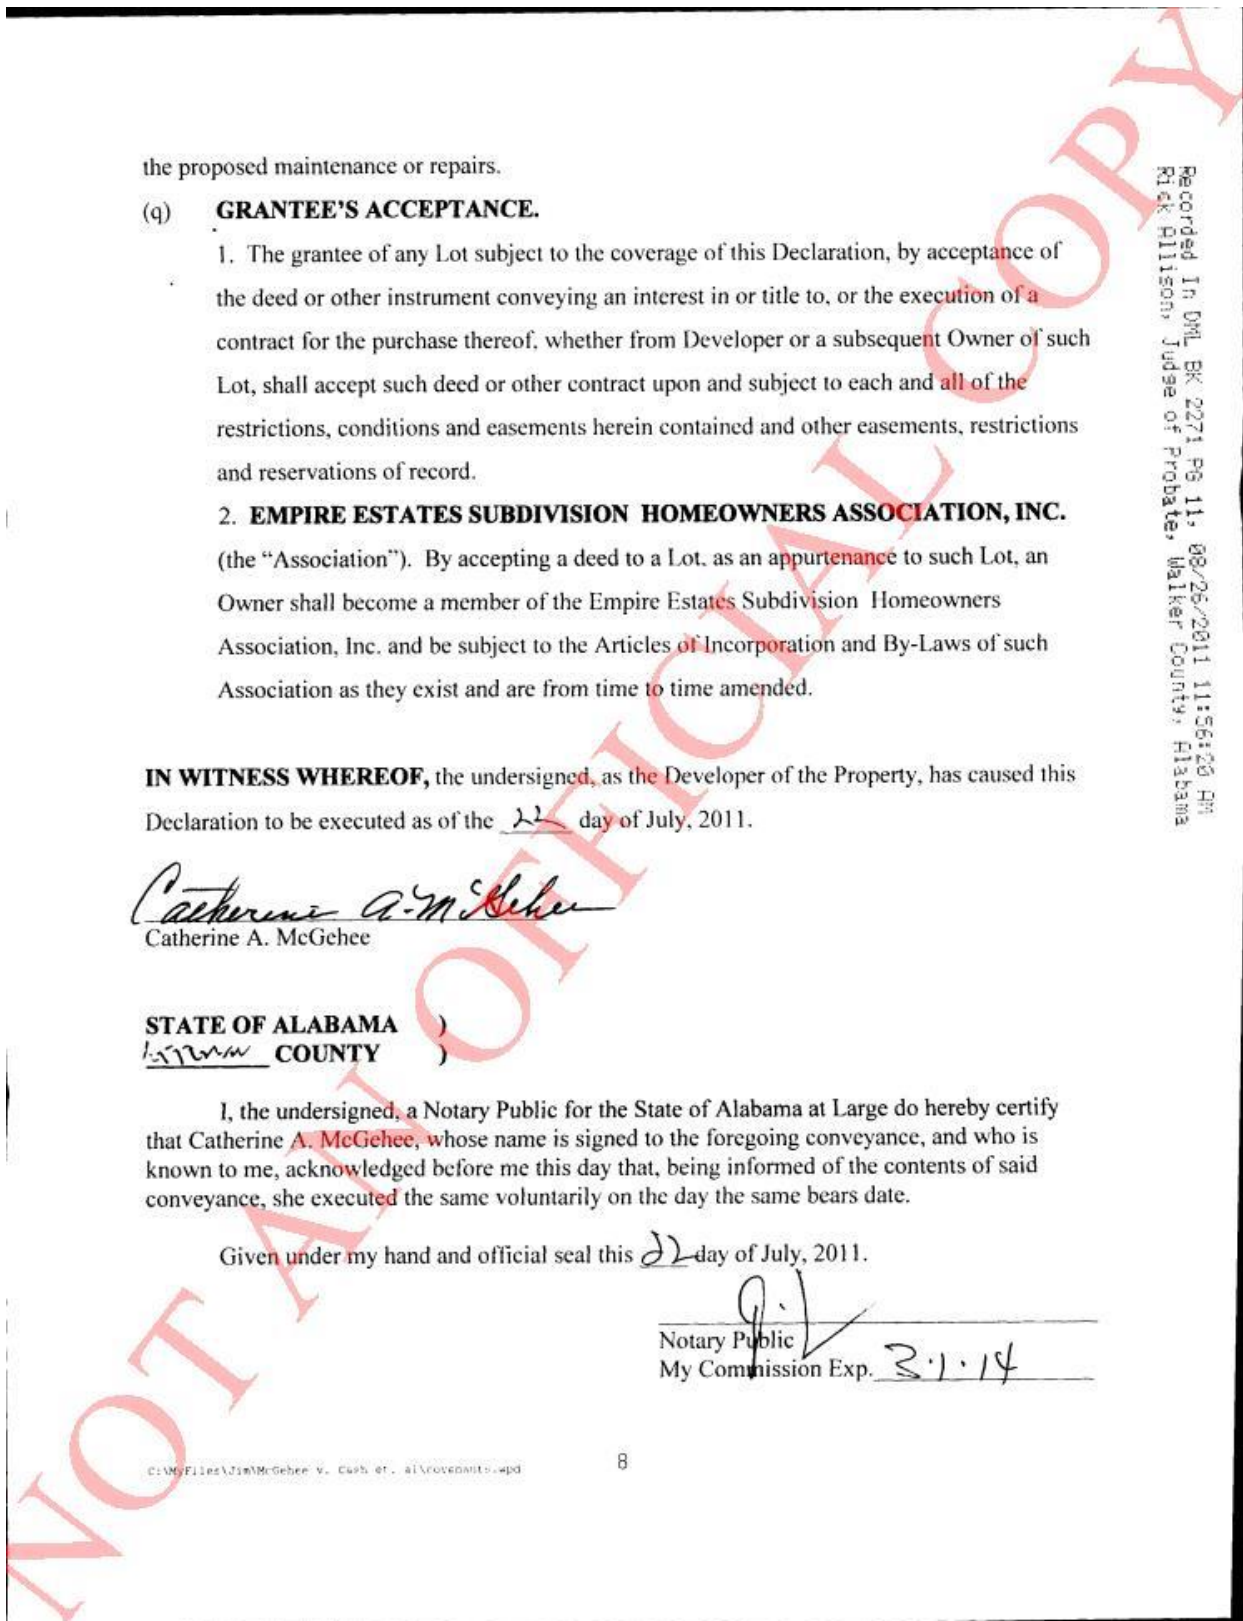 the proposed maintenance or repairs.
(q) GRANTEE'S ACCEPTANCE.
1. The grantee of any Lot subject to the coverage of this Declaration, by acceptance of
the deed or other instrument conveying an interest in or title to, or the execution of a
contract for the purchase thereof, whether from Developer or a subsequent Owner of such
Lot, shall accept such deed or other contract upon and subject to each and all of the
restrictions, conditions and easements herein contained and other easements, restrictions
and reservations of record.
2. EMPIRE ESTATES SUBDIVISION HOMEOWNERS ASSOCIATION, INC.
(the “Association”). By accepting a deed to a Lot, as an appurtenance to such Lot, an
Owner shall become a member of the Empire Estates Subdivision Homeowners
Association, Inc. and be subject to the Articles of Incorporation and By-Laws of such
Association as they exist and are from time to time amended.
IN WITNESS WHEREOF, the undersigned, as the Developer of the Property, has caused this
Declaration to be executed as of the 22 day of July, 2011.
Catherine A. McGehee
Catherine A. McGehee
STATE OF ALABAMA )
COUNTY )
I, the undersigned, a Notary Public for the State of Alabama at Large do hereby certify
that Catherine A. McGehee, whose name is signed to the foregoing conveyance, and who is
known to me, acknowledged before me this day that, being informed of the contents of said
conveyance, she executed the same voluntarily on the day the same bears date.
Given under my hand and official seal this 22 day of July, 2011.
Notary Public
My Commission Exp. 3.1.14
C:\MyFiles\Jim\McGehee v. Cash et. al\covenants.wpd
8
Recorded In DML BK 2271 PG 11, 08/26/2011 11:56:20 AM
Rick Allison, Judge of Probate, Walker County, Alabama
NOT AN OFFICIAL COPY